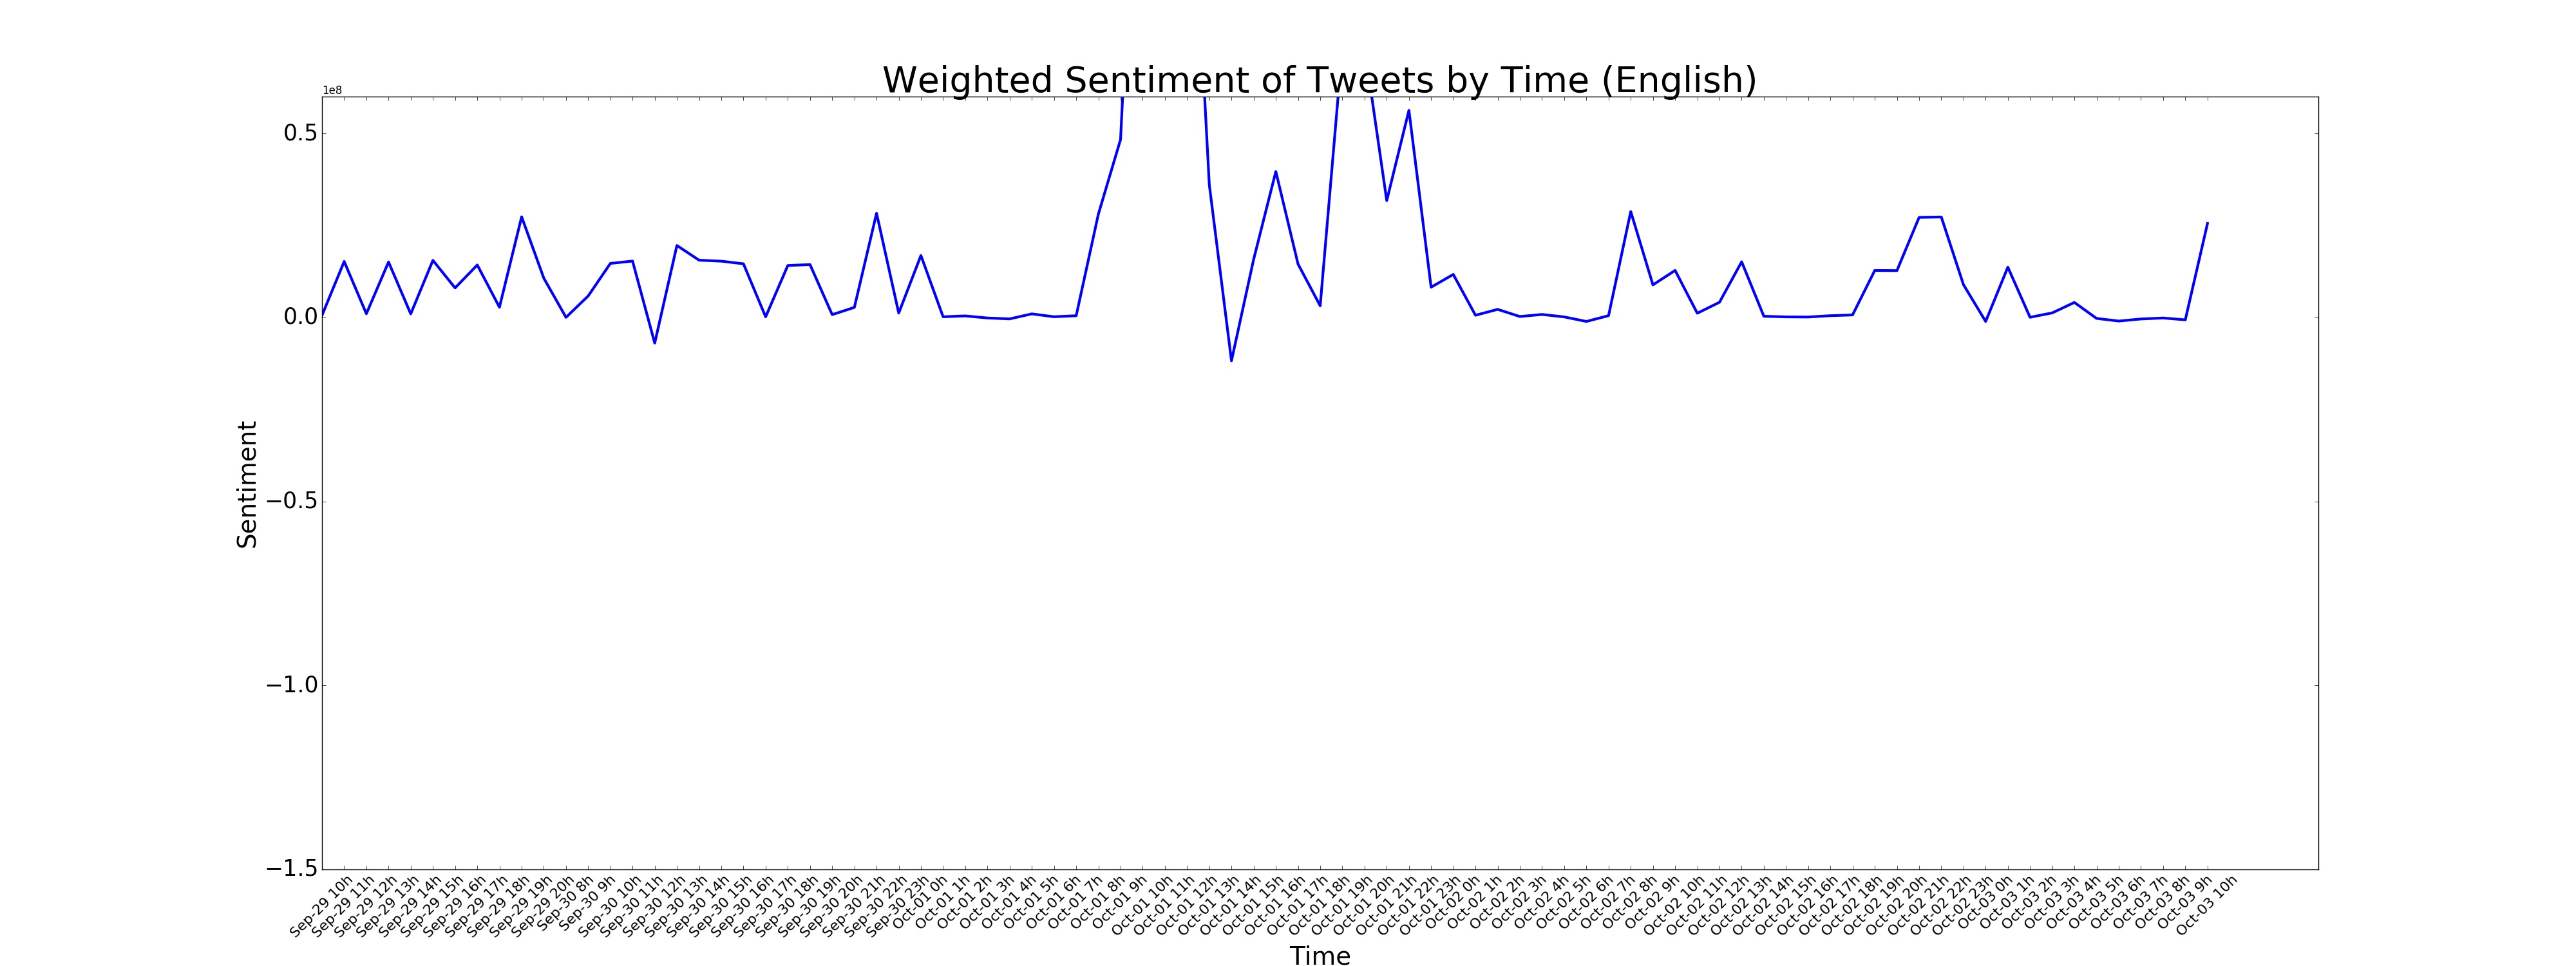 Weighted Sentiment of Tweets by Time (English)
1e8
0.5
0.0
−0.5
−1.0
−1.5
Sentiment
Sep-29 10h
Sep-29 11h
Sep-29 12h
Sep-29 13h
Sep-29 14h
Sep-29 15h
Sep-29 16h
Sep-29 17h
Sep-29 18h
Sep-29 19h
Sep-29 20h
Sep-30 8h
Sep-30 9h
Sep-30 10h
Sep-30 11h
Sep-30 12h
Sep-30 13h
Sep-30 14h
Sep-30 15h
Sep-30 16h
Sep-30 17h
Sep-30 18h
Sep-30 19h
Sep-30 20h
Sep-30 21h
Sep-30 22h
Sep-30 23h
Oct-01 0h
Oct-01 1h
Oct-01 2h
Oct-01 3h
Oct-01 4h
Oct-01 5h
Oct-01 6h
Oct-01 7h
Oct-01 8h
Oct-01 9h
Oct-01 10h
Oct-01 11h
Oct-01 12h
Oct-01 13h
Oct-01 14h
Oct-01 15h
Oct-01 16h
Oct-01 17h
Oct-01 18h
Oct-01 19h
Oct-01 20h
Oct-01 21h
Oct-01 22h
Oct-01 23h
Oct-02 0h
Oct-02 1h
Oct-02 2h
Oct-02 3h
Oct-02 4h
Oct-02 5h
Oct-02 6h
Oct-02 7h
Oct-02 8h
Oct-02 9h
Oct-02 10h
Oct-02 11h
Oct-02 12h
Oct-02 13h
Oct-02 14h
Oct-02 15h
Oct-02 16h
Oct-02 17h
Oct-02 18h
Oct-02 19h
Oct-02 20h
Oct-02 21h
Oct-02 22h
Oct-02 23h
Oct-03 0h
Oct-03 1h
Oct-03 2h
Oct-03 3h
Oct-03 4h
Oct-03 5h
Oct-03 6h
Oct-03 7h
Oct-03 8h
Oct-03 9h
Oct-03 10h
Time